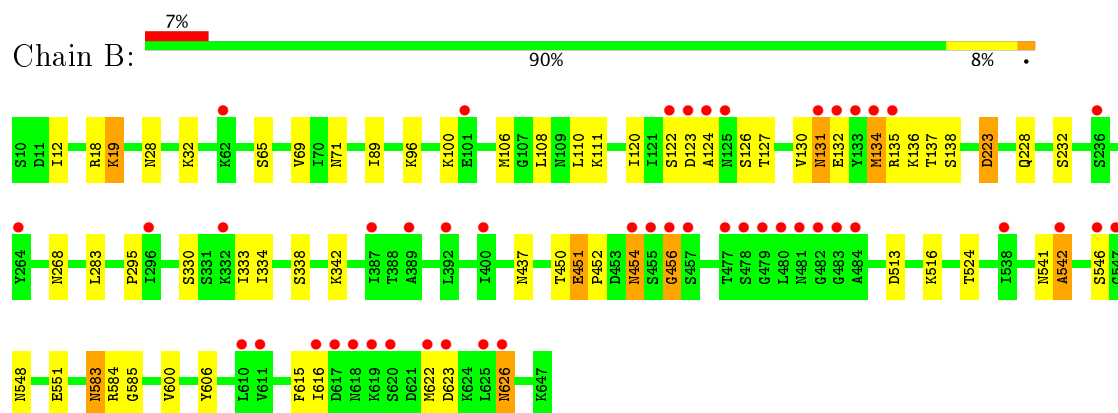 7%
Chain B:
90% 8% •
S10 D11 I12 R18 K19 N28 K32 K62 S65 V69 I70 N71 I89 K96 K100 E101 M106 G107 L108 N109 L110 K111 I120 I121 S122 D123 A124 N125 S126 T127 V130 N131 E132 Y133 M134 R135 K136 T137 S138 D223 Q228 S232 S236
Y264 N268 L283 P295 I296 S330 S331 K332 I333 I334 S338 K342 I387 T388 A389 L392 I400 N437 T450 E451 P452 D453 N454 S455 G456 S457 T477 S478 G479 L480 N481 G482 G483 A484 D513 K516 T524 I538 N541 A542 S546 G547
N548 E551 N583 R584 G585 V600 Y606 L610 V611 F615 I616 D617 N618 K619 S620 D621 M622 D623 K624 L625 N626 K647